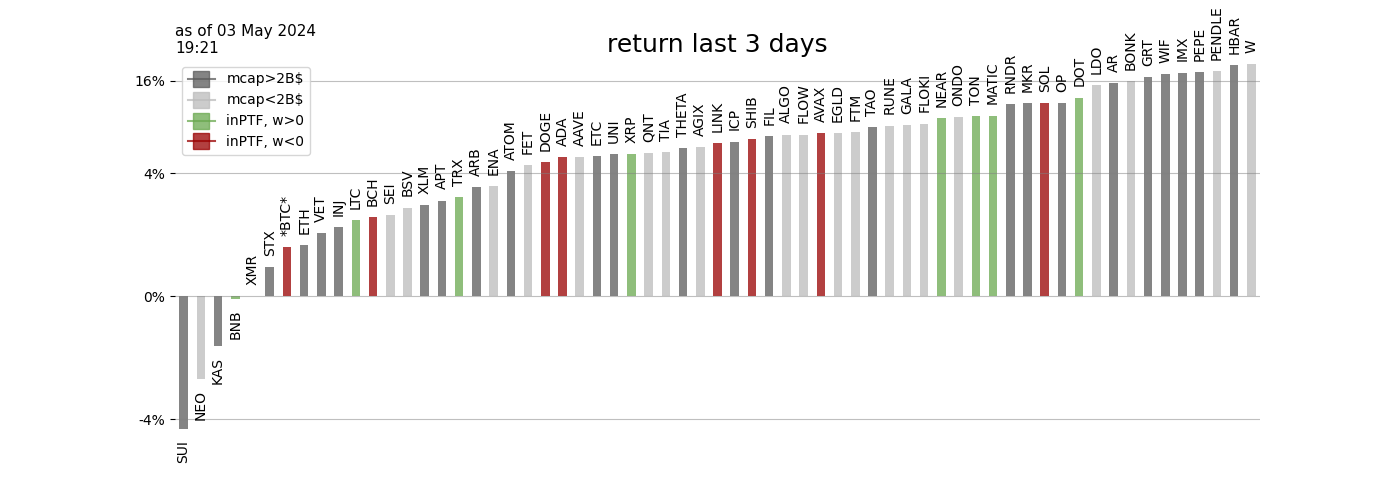 as of 03 May 2024
19:21
return last 3 days
mcap>2B$
mcap<2B$
inPTF, w>0
inPTF, w<0
16%
4%
0%
-4%
SUI
NEO
KAS
BNB
XMR
STX
*BTC*
ETH
VET
INJ
LTC
BCH
SEI
BSV
XLM
APT
TRX
ARB
ENA
ATOM
FET
DOGE
ADA
AAVE
ETC
UNI
XRP
QNT
TIA
THETA
AGIX
LINK
ICP
SHIB
FIL
ALGO
FLOW
AVAX
EGLD
FTM
TAO
RUNE
GALA
FLOKI
NEAR
ONDO
TON
MATIC
RNDR
MKR
SOL
OP
DOT
LDO
AR
BONK
GRT
WIF
IMX
PEPE
PENDLE
HBAR
W